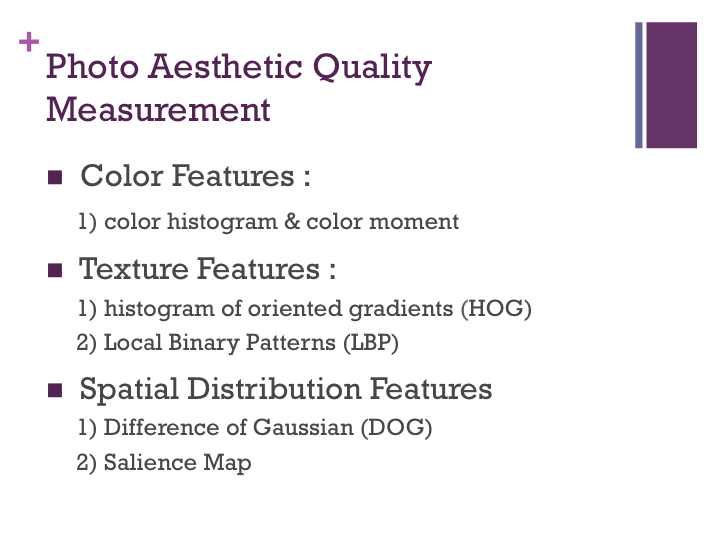 +
Photo Aesthetic Quality
Measurement
Color Features :
1) color histogram & color moment
Texture Features :
1) histogram of oriented gradients (HOG)
2) Local Binary Patterns (LBP)
Spatial Distribution Features
1) Difference of Gaussian (DOG)
2) Salience Map